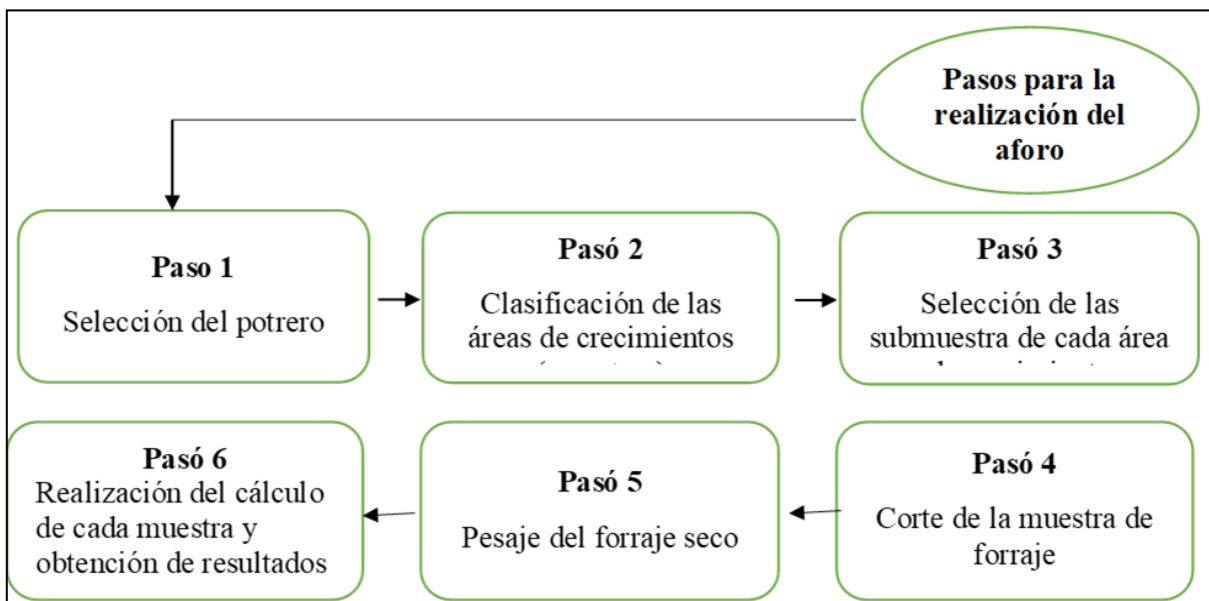 Pasos para la
realización del
aforo
Paso 1
Selección del potrero
Pasó 2
Clasificación de las
áreas de crecimientos
Pasó 3
Selección de las
submuestra de cada área
Pasó 4
Corte de la muestra de
forraje
Pasó 5
Pesaje del forraje seco
Pasó 6
Realización del cálculo
de cada muestra y
obtención de resultados